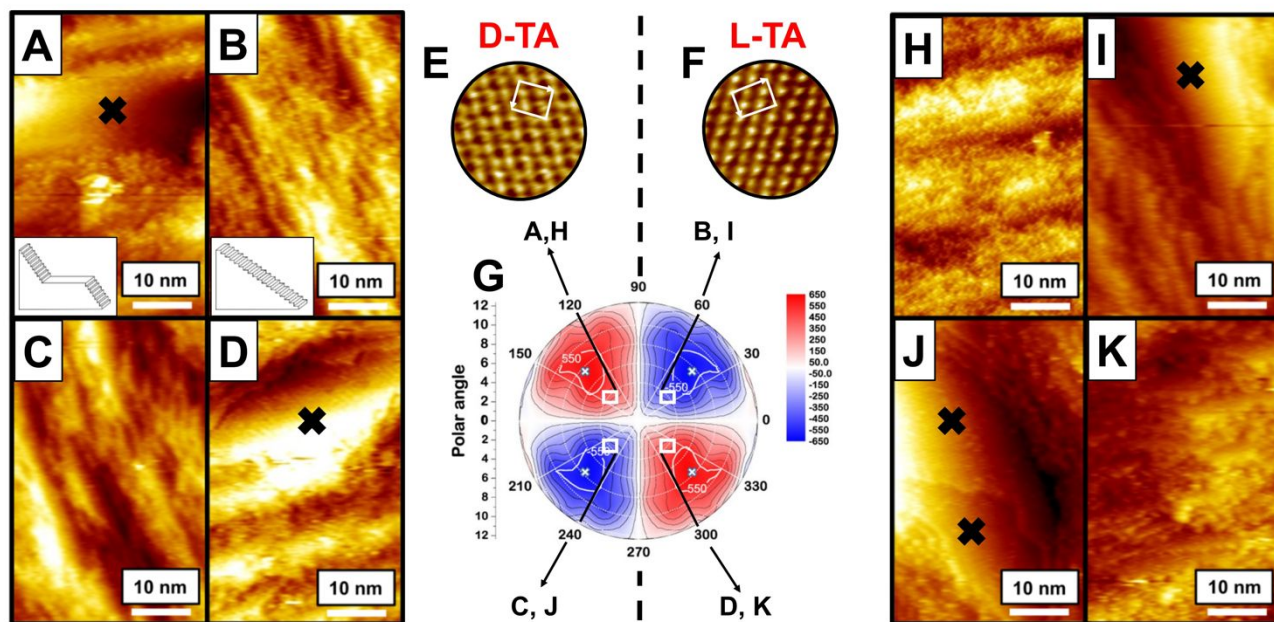 A
B
10 nm
10 nm
C
D
10 nm
10 nm
D-TA
L-TA
E
F
A,H
B, I
G
90
120
60
150
30
0
210
330
240
300
270
Polar angle
12
10
8
6
4
2
0
2
4
6
8
10
12
550
-550
-550
550
650
550
450
350
250
150
50.0
-50.0
-150
-250
-350
-450
-550
-650
C, J
D, K
H
I
10 nm
10 nm
J
K
10 nm
10 nm